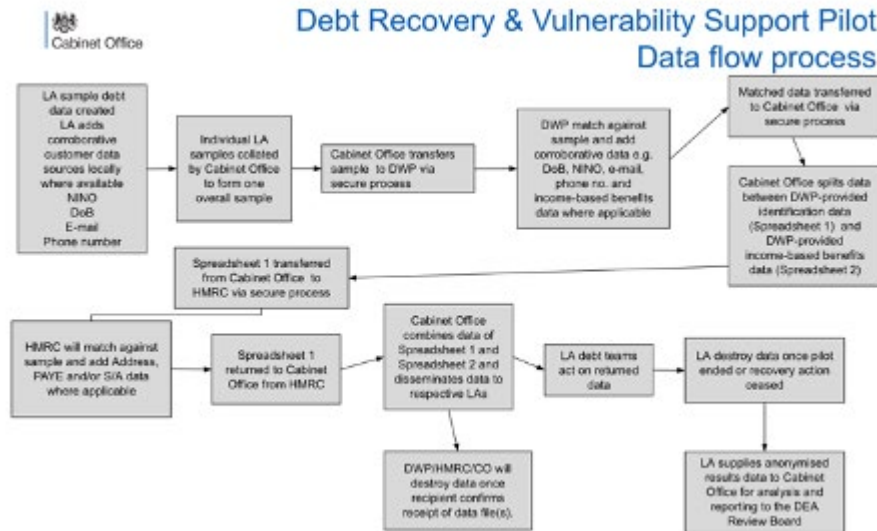 Cabinet Office
Debt Recovery & Vulnerability Support Pilot
Data flow process
LA sample debt
data created
LA adds
corroborative
customer data
sources locally
where available
NINO
DoB
E-mail
Phone number
Individual LA
samples collated
by Cabinet Office
to form one
overall sample
Cabinet Office transfers
sample to DWP via
secure process
DWP match against
sample and add
corroborative data e.g.
DoB, NINO, e-mail,
phone no. and
income-based benefits
data where applicable
Matched data transferred
to Cabinet Office via
secure process
Cabinet Office splits data
between DWP-provided
identification data
(Spreadsheet 1) and
DWP-provided
income-based benefits
data (Spreadsheet 2)
Spreadsheet 1 transferred
from Cabinet Office to
HMRC via secure process
HMRC will match against
sample and add Address,
PAYE and/or S/A data
where applicable
Spreadsheet 1
returned to Cabinet
Office from HMRC
Cabinet Office
combines data of
Spreadsheet 1 and
Spreadsheet 2 and
disseminates data to
respective LAs
LA debt teams
act on returned
data
LA destroy data once pilot
ended or recovery action
ceased
DWP/HMRC/CO will
destroy data once
recipient confirms
receipt of data file(s).
LA supplies anonymised
results data to Cabinet
Office for analysis and
reporting to the DEA
Review Board